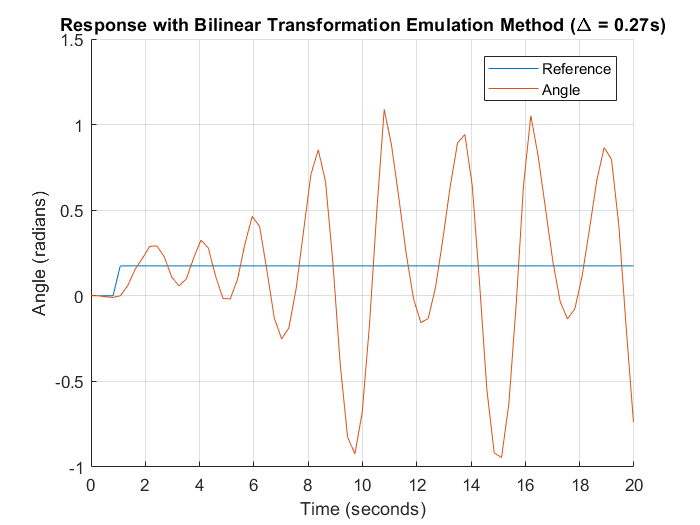 Response with Bilinear Transformation Emulation Method (Δ = 0.27s)
1.5
1
0.5
0
-0.5
-1
Angle (radians)
Reference
Angle
0 2 4 6 8 10 12 14 16 18 20
Time (seconds)